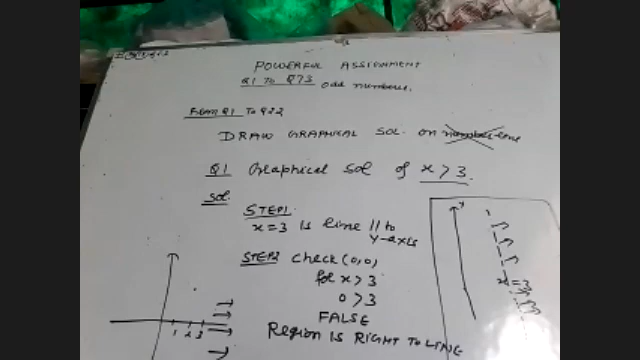 POWERFUL ASSIGNMENT
Q1 TO Q73 odd numbers.
FROM Q1 TO Q22
DRAW GRAPHICAL SOL. ON number line
Q1 Graphical Sol of x > 3.
Sol.
STEP1
x = 3 is line || to
Y-axis
STEP2 check (0,0)
for x > 3
0 > 3
FALSE
Region IS RIGHT TO LINE
1 2 3
Y
x = 3